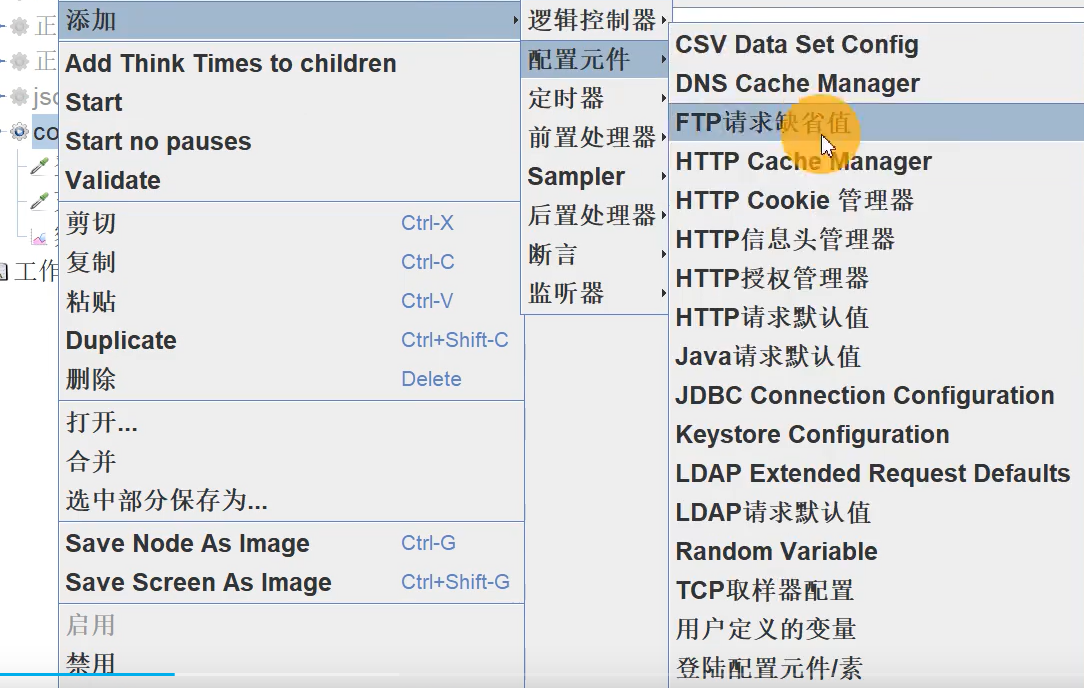 正
正
jso
co
工作
添加
Add Think Times to children
Start
Start no pauses
Validate
剪切 Ctrl-X
复制 Ctrl-C
粘贴 Ctrl-V
Duplicate Ctrl+Shift-C
删除 Delete
打开...
合并
选中部分保存为...
Save Node As Image Ctrl-G
Save Screen As Image Ctrl+Shift-G
启用
禁用
逻辑控制器
配置元件
定时器
前置处理器
Sampler
后置处理器
断言
监听器
CSV Data Set Config
DNS Cache Manager
FTP请求缺省值
HTTP Cache Manager
HTTP Cookie 管理器
HTTP信息头管理器
HTTP授权管理器
HTTP请求默认值
Java请求默认值
JDBC Connection Configuration
Keystore Configuration
LDAP Extended Request Defaults
LDAP请求默认值
Random Variable
TCP取样器配置
用户定义的变量
登陆配置元件/素